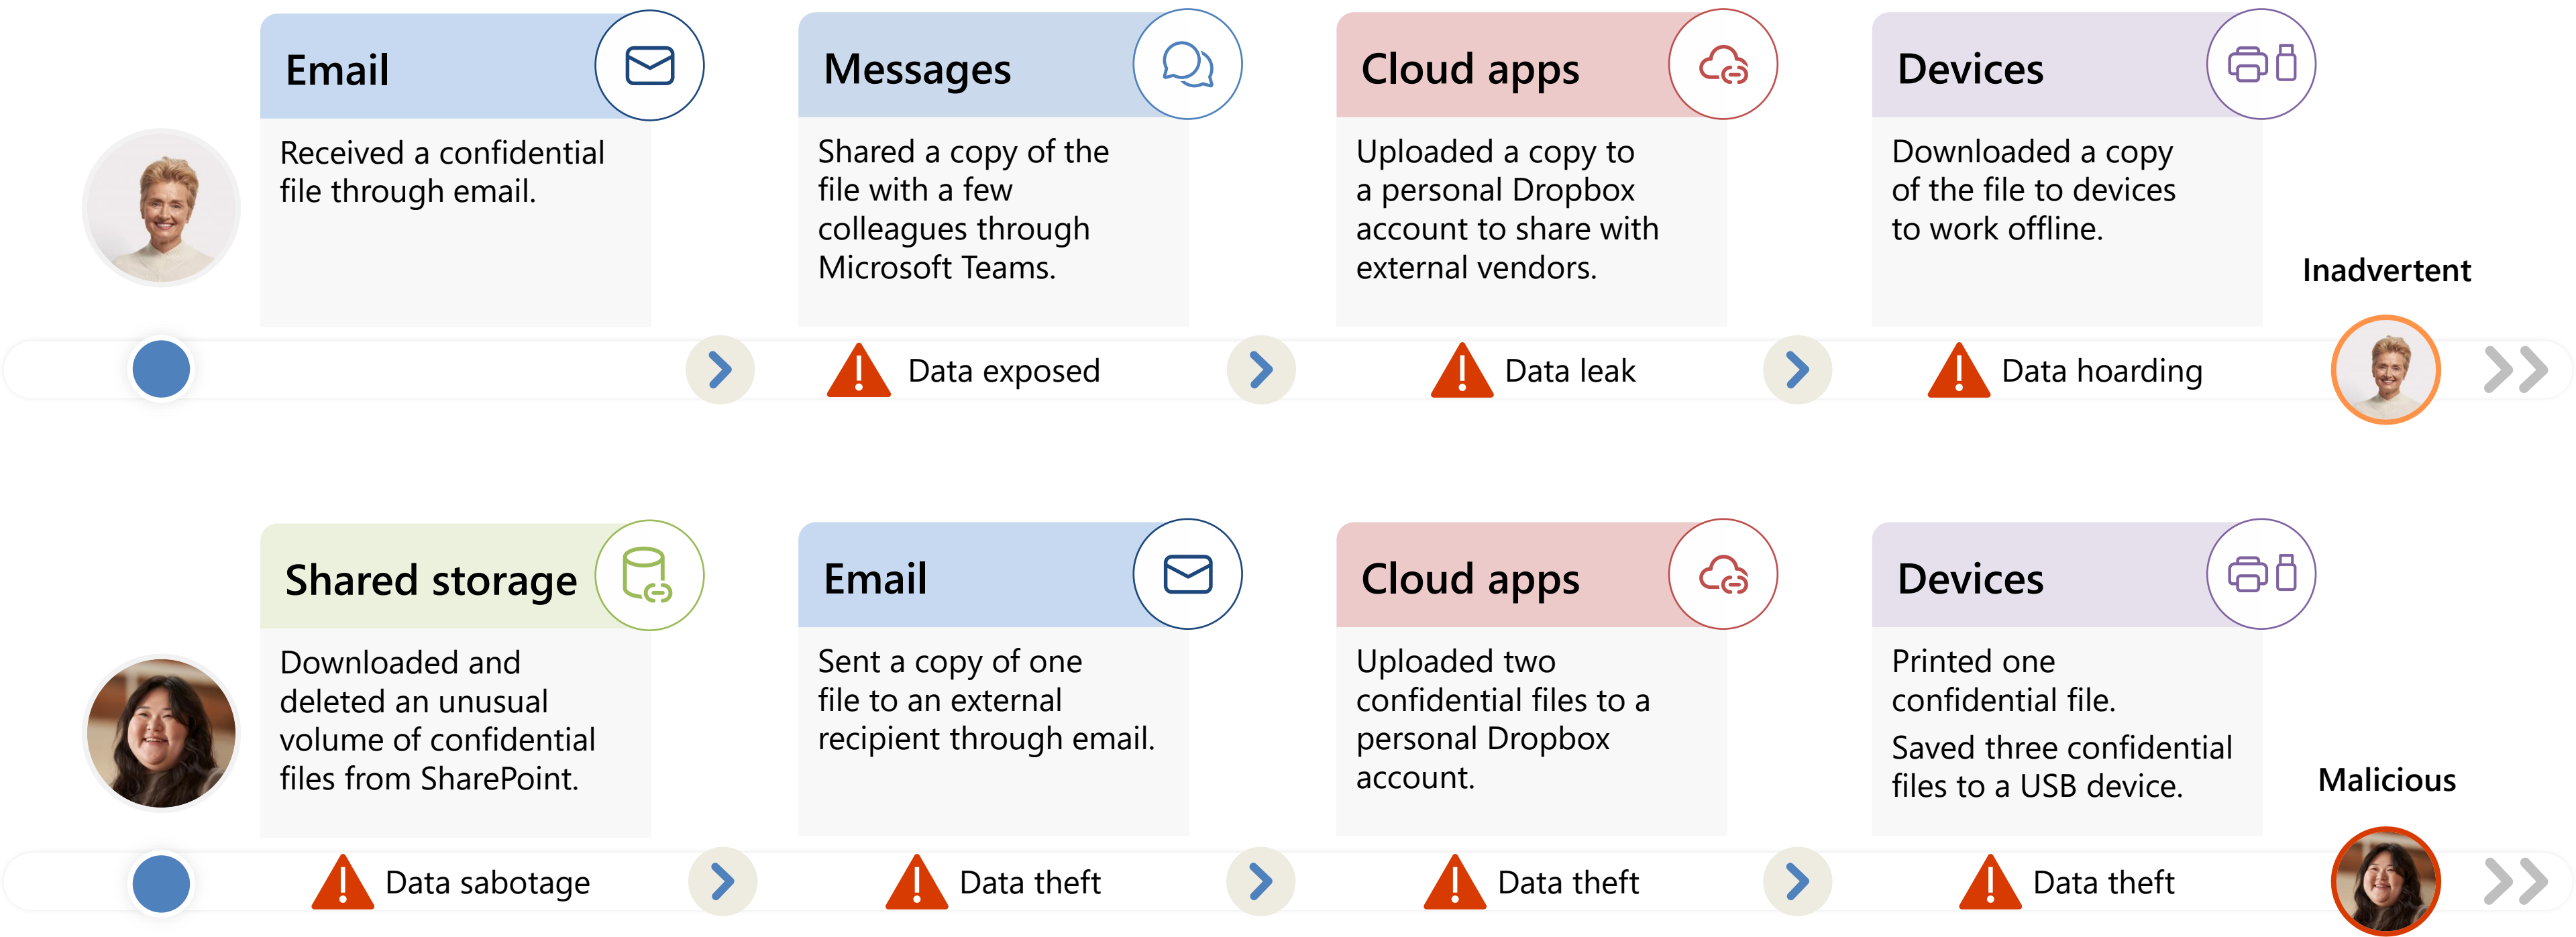 Email
Received a confidential
file through email.
Messages
Shared a copy of the
file with a few
colleagues through
Microsoft Teams.
Cloud apps
Uploaded a copy to
a personal Dropbox
account to share with
external vendors.
Devices
Downloaded a copy
of the file to devices
to work offline.
Inadvertent
Data exposed
Data leak
Data hoarding
Shared storage
Downloaded and
deleted an unusual
volume of confidential
files from SharePoint.
Email
Sent a copy of one
file to an external
recipient through email.
Cloud apps
Uploaded two
confidential files to a
personal Dropbox
account.
Devices
Printed one
confidential file.
Saved three confidential
files to a USB device.
Malicious
Data sabotage
Data theft
Data theft
Data theft